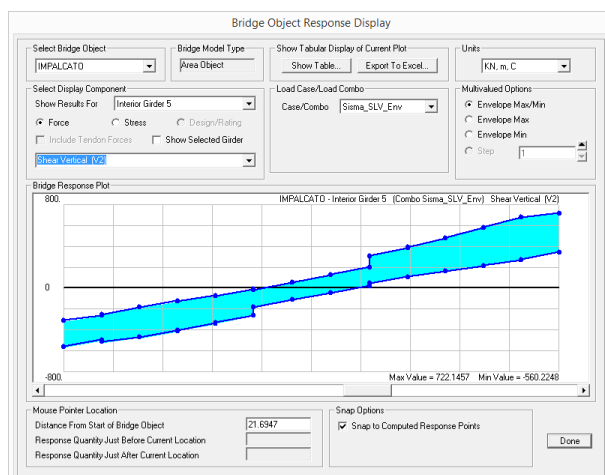 Bridge Object Response Display
Select Bridge Object
IMPALCATO
Bridge Model Type
Area Object
Show Tabular Display of Current Plot
Show Table...
Export To Excel...
Units
KN, m, C
Select Display Component
Show Results For
Interior Girder 5
Force
Stress
Design/Rating
Include Tendon Forces
Show Selected Girder
Shear Vertical (V2)
Load Case/Load Combo
Case/Combo
Sisma_SLV_Env
Multivalued Options
Envelope Max/Min
Envelope Max
Envelope Min
Step
1
Bridge Response Plot
800.
IMPALCATO - Interior Girder 5 (Combo Sisma_SLV_Env) Shear Vertical (V2)
0
-800.
Max Value = 722.1457 Min Value = -560.2248
Mouse Pointer Location
Distance From Start of Bridge Object
21.6947
Response Quantity Just Before Current Location
Response Quantity Just After Current Location
Snap Options
Snap to Computed Response Points
Done